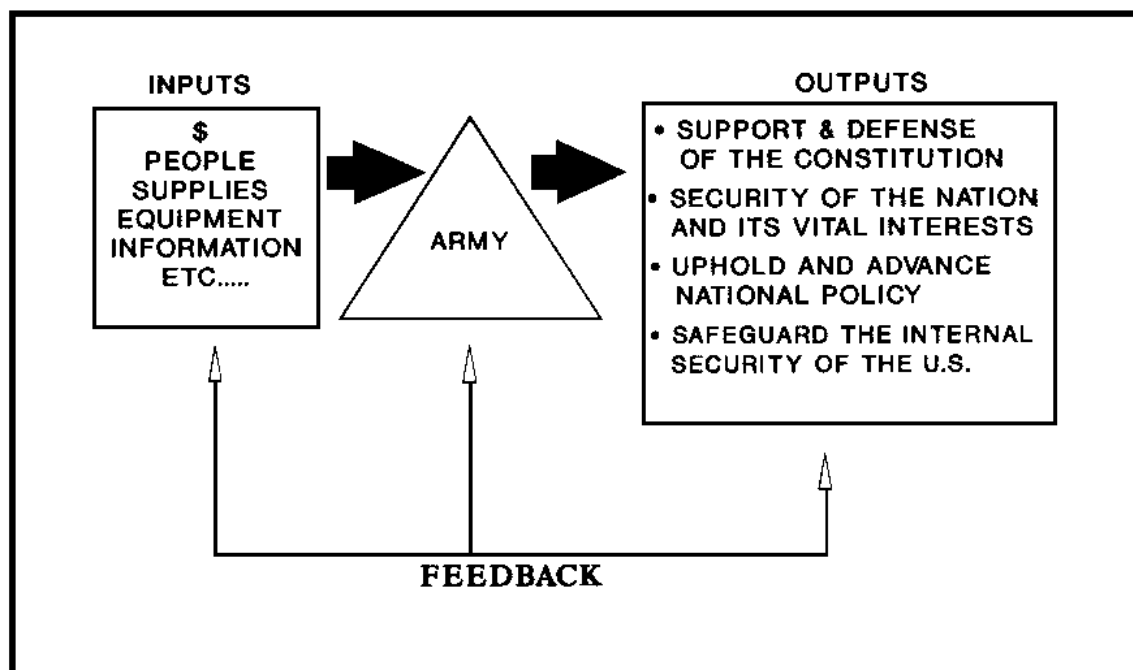 INPUTS
$
PEOPLE
SUPPLIES
EQUIPMENT
INFORMATION
ETC.....
ARMY
OUTPUTS
• SUPPORT & DEFENSE
OF THE CONSTITUTION
• SECURITY OF THE NATION
AND ITS VITAL INTERESTS
• UPHOLD AND ADVANCE
NATIONAL POLICY
• SAFEGUARD THE INTERNAL
SECURITY OF THE U.S.
FEEDBACK